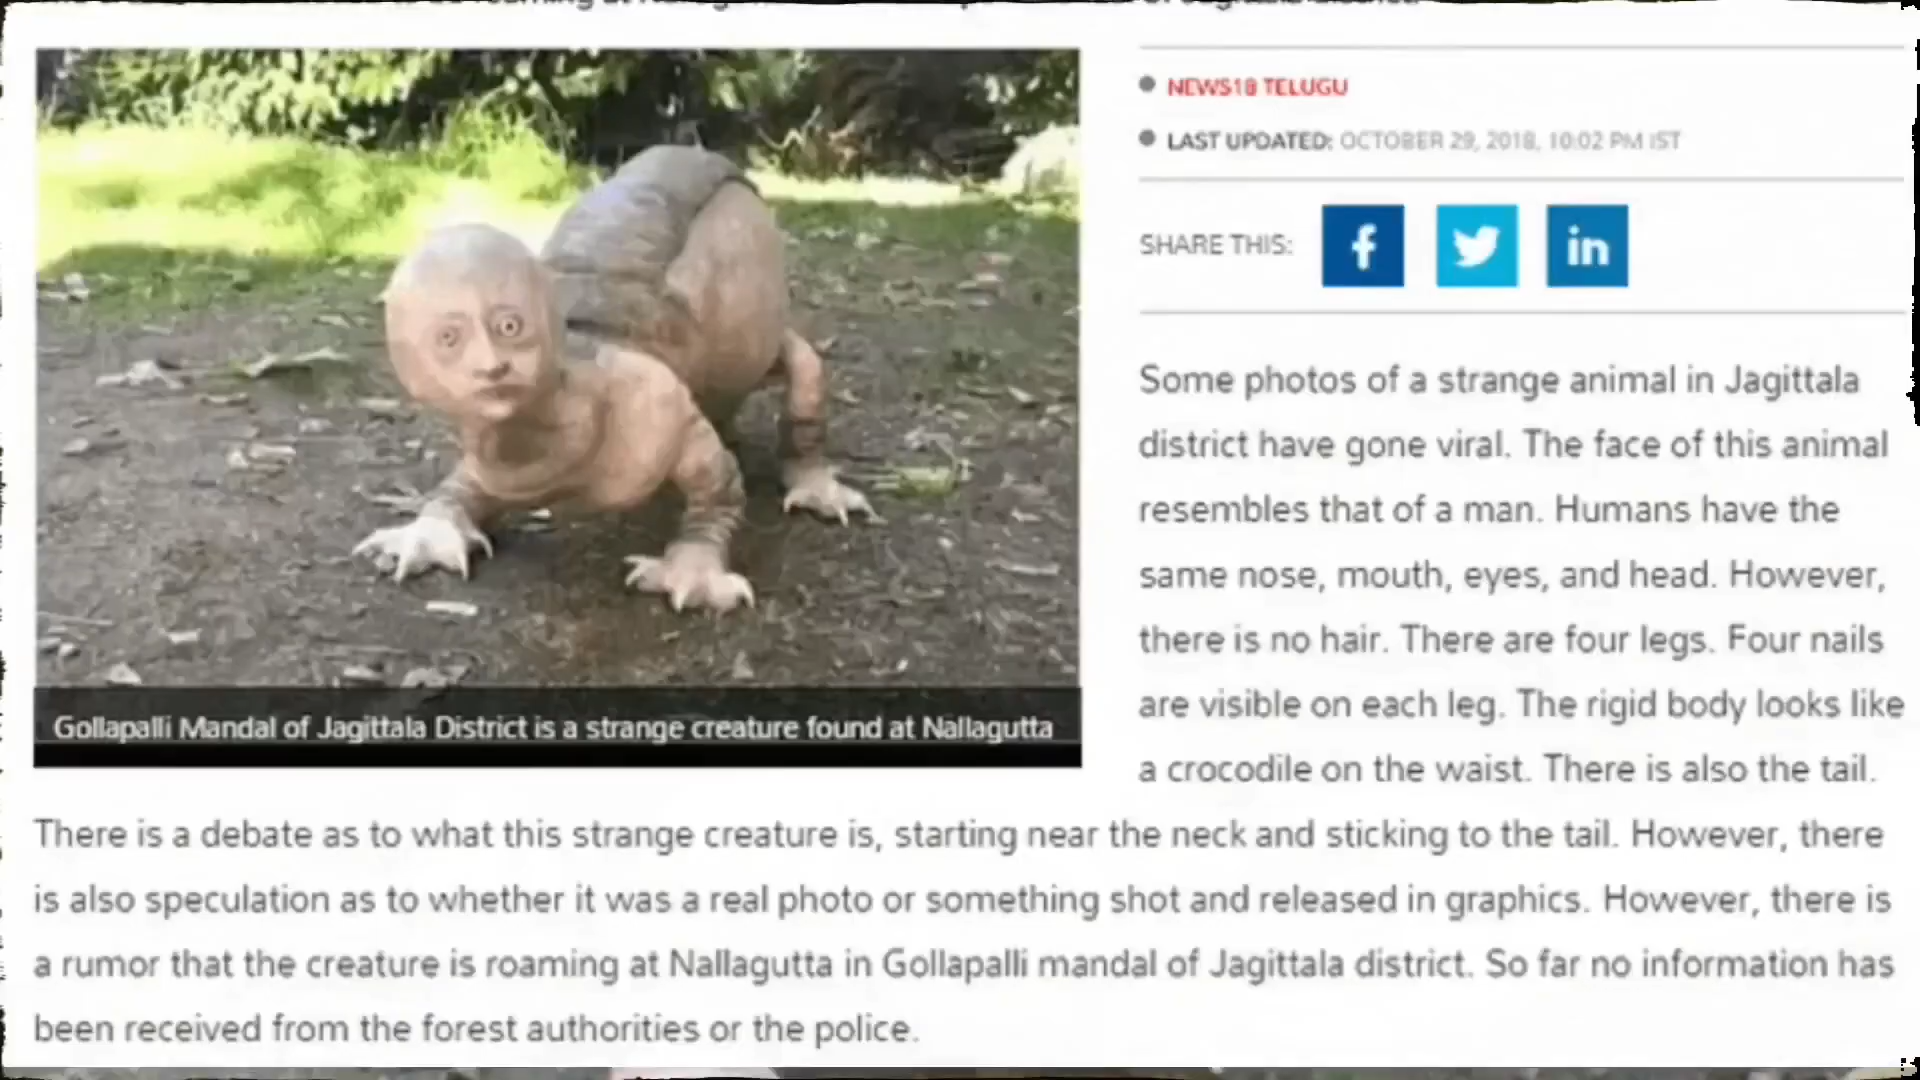 NEWS18 TELUGU
LAST UPDATED: OCTOBER 29, 2018, 10:02 PM IST
SHARE THIS:
f
in
Gollapalli Mandal of Jagittala District is a strange creature found at Nallagutta
Some photos of a strange animal in Jagittala
district have gone viral. The face of this animal
resembles that of a man. Humans have the
same nose, mouth, eyes, and head. However,
there is no hair. There are four legs. Four nails
are visible on each leg. The rigid body looks like
a crocodile on the waist. There is also the tail.
There is a debate as to what this strange creature is, starting near the neck and sticking to the tail. However, there
is also speculation as to whether it was a real photo or something shot and released in graphics. However, there is
a rumor that the creature is roaming at Nallagutta in Gollapalli mandal of Jagittala district. So far no information has
been received from the forest authorities or the police.